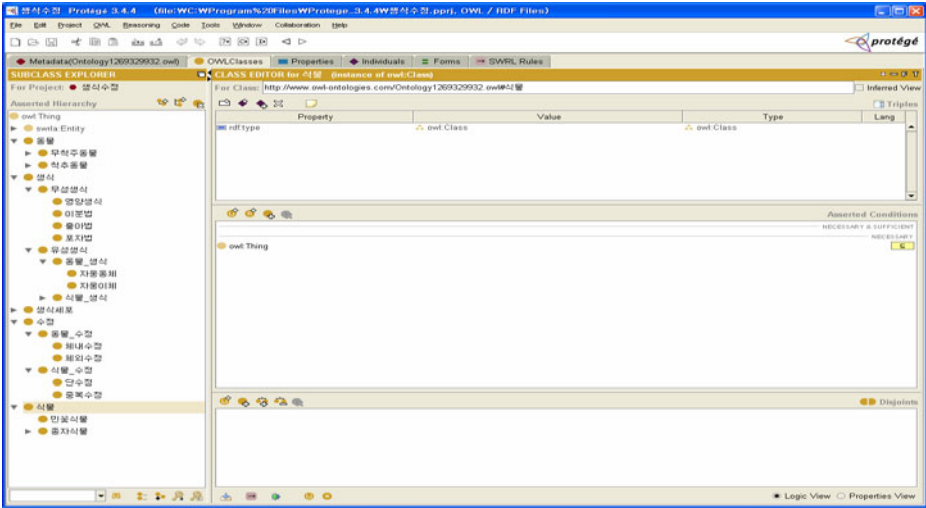 생식수정 Protégé 3.4.4 (file:₩C:₩Program%20Files₩Protege_3.4.4₩생식수정.pprj, OWL / RDF Files)
File Edit Project OWL Reasoning Code Tools Window Collaboration Help
protégé
Metadata(Ontology1269329932.owl) OWLClasses Properties Individuals Forms SWRL Rules
SUBCLASS EXPLORER
For Project: 생식수정
Asserted Hierarchy
owl:Thing
swrla:Entity
동물
무척추동물
척추동물
생식
무성생식
영양생식
이분법
출아법
포자법
유성생식
동물_생식
자웅동체
자웅이체
식물_생식
생식세포
수정
동물_수정
체내수정
체외수정
식물_수정
단수정
중복수정
식물
민꽃식물
종자식물
CLASS EDITOR for 식물 (instance of owl:Class)
For Class: http://www.owl-ontologies.com/Ontology1269329932.owl#식물
Inferred View
Triples
Property Value Type Lang
rdf:type owl:Class owl:Class
Asserted Conditions
NECESSARY & SUFFICIENT
NECESSARY
owl:Thing
Disjoints
Logic View Properties View